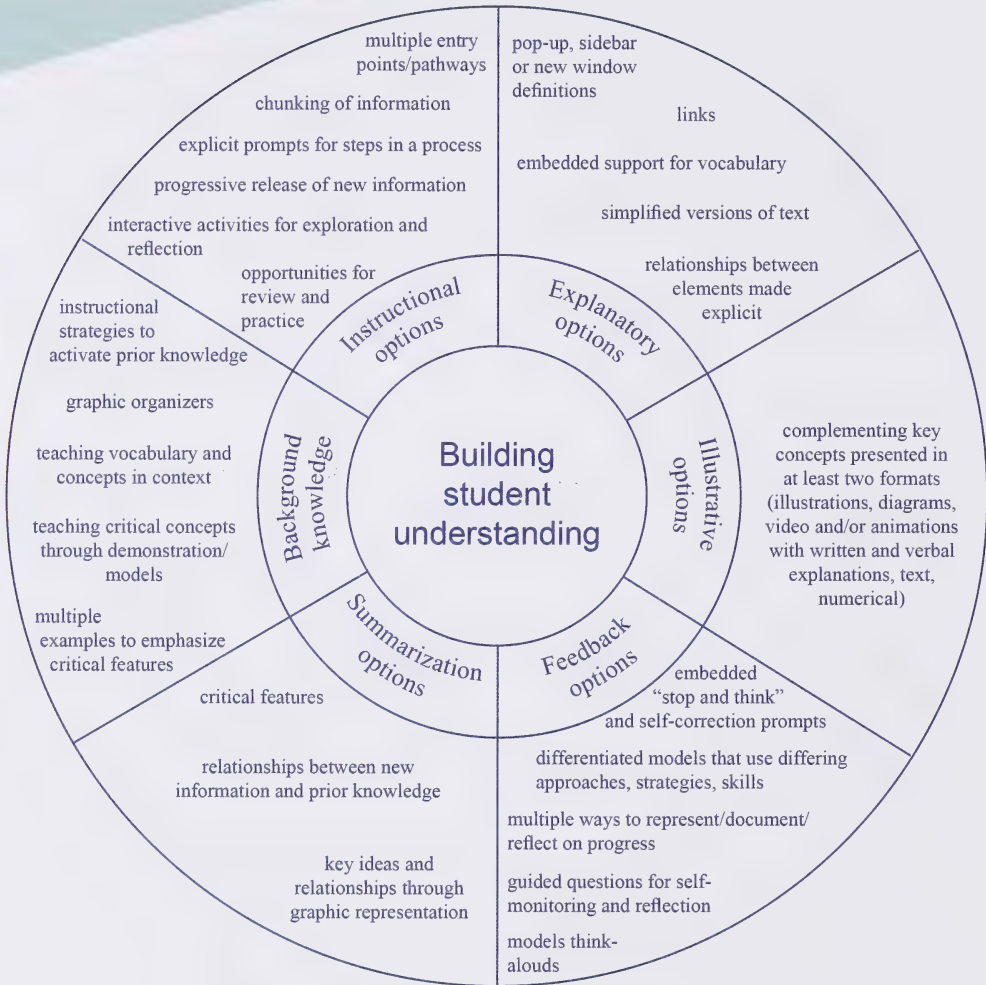 multiple entry
points/pathways
chunking of information
explicit prompts for steps in a process
progressive release of new information
interactive activities for exploration and
reflection
opportunities for
review and
practice
Instructional
options
pop-up, sidebar
or new window
definitions
links
embedded support for vocabulary
simplified versions of text
relationships between
elements made
explicit
Explanatory
options
complementing key
concepts presented in
at least two formats
(illustrations, diagrams,
video and/or animations
with written and verbal
explanations, text,
numerical)
Illustrative
options
embedded
“stop and think”
and self-correction prompts
differentiated models that use differing
approaches, strategies, skills
multiple ways to represent/document/
reflect on progress
guided questions for self-
monitoring and reflection
models think-
alouds
Feedback
options
critical features
relationships between new
information and prior knowledge
key ideas and
relationships through
graphic representation
Summarization
options
instructional
strategies to
activate prior knowledge
graphic organizers
teaching vocabulary and
concepts in context
teaching critical concepts
through demonstration/
models
multiple
examples to emphasize
critical features
Background
knowledge
Building
student
understanding